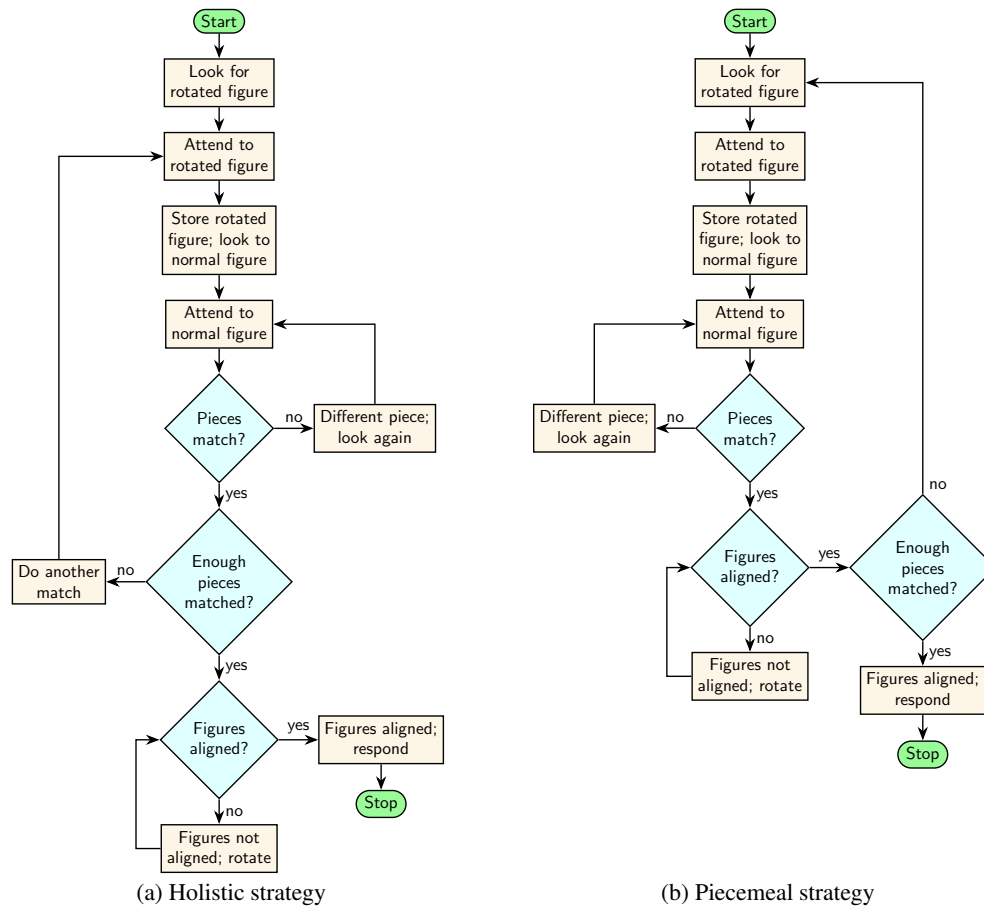 Start
Look for
rotated figure
Attend to
rotated figure
Store rotated
figure; look to
normal figure
Attend to
normal figure
Pieces
match?
no
Different piece;
look again
yes
Enough
pieces
matched?
no
Do another
match
yes
Figures
aligned?
yes
Figures aligned;
respond
Stop
no
Figures not
aligned; rotate
(a) Holistic strategy
Start
Look for
rotated figure
Attend to
rotated figure
Store rotated
figure; look to
normal figure
Attend to
normal figure
Pieces
match?
no
Different piece;
look again
yes
Figures
aligned?
yes
no
Figures not
aligned; rotate
Enough
pieces
matched?
no
yes
Figures aligned;
respond
Stop
(b) Piecemeal strategy